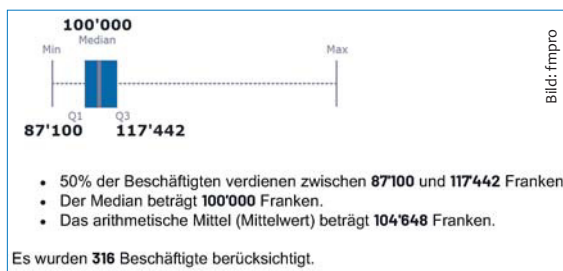 100'000
Median
Min
Max
Q1
Q3
87'100
117'442
Bild: fmpro
• 50% der Beschäftigten verdienen zwischen 87'100 und 117'442 Franken
• Der Median beträgt 100'000 Franken.
• Das arithmetische Mittel (Mittelwert) beträgt 104'648 Franken.
Es wurden 316 Beschäftigte berücksichtigt.